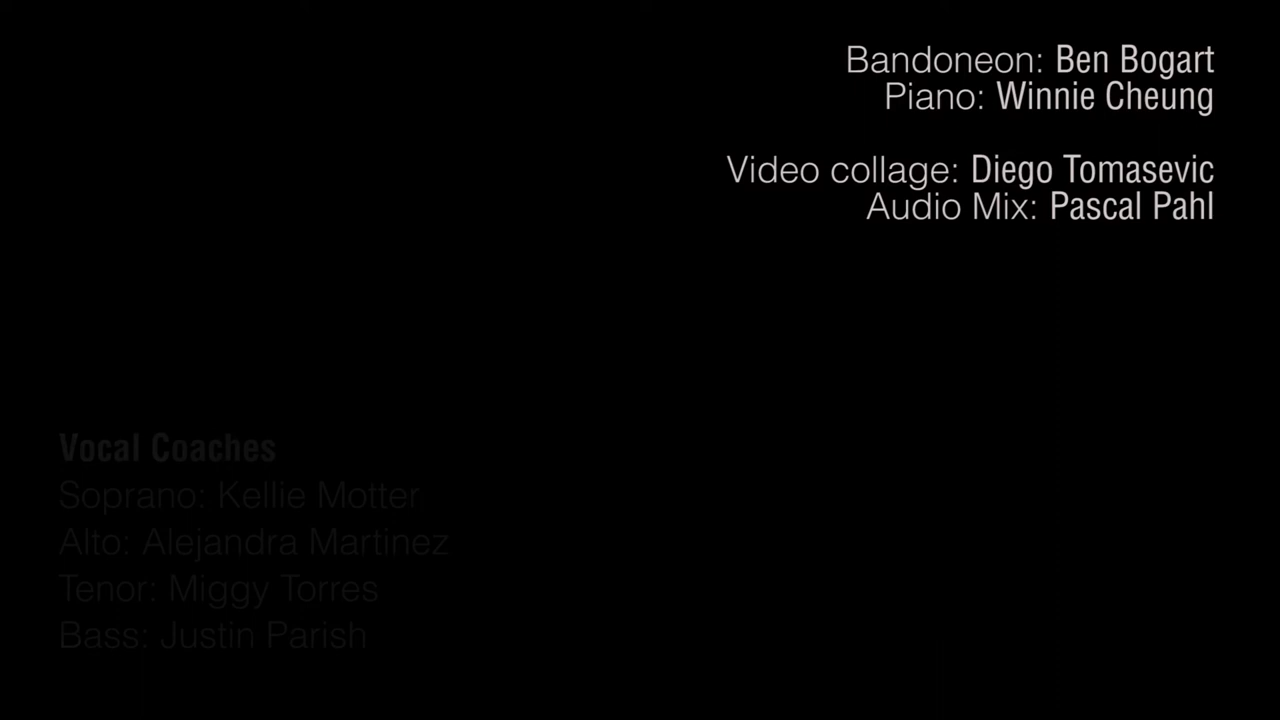 Bandoneon: Ben Bogart
Piano: Winnie Cheung
Video collage: Diego Tomasevic
Audio Mix: Pascal Pahl
Vocal Coaches
Soprano: Kellie Motter
Alto: Alejandra Martinez
Tenor: Miggy Torres
Bass: Justin Parish